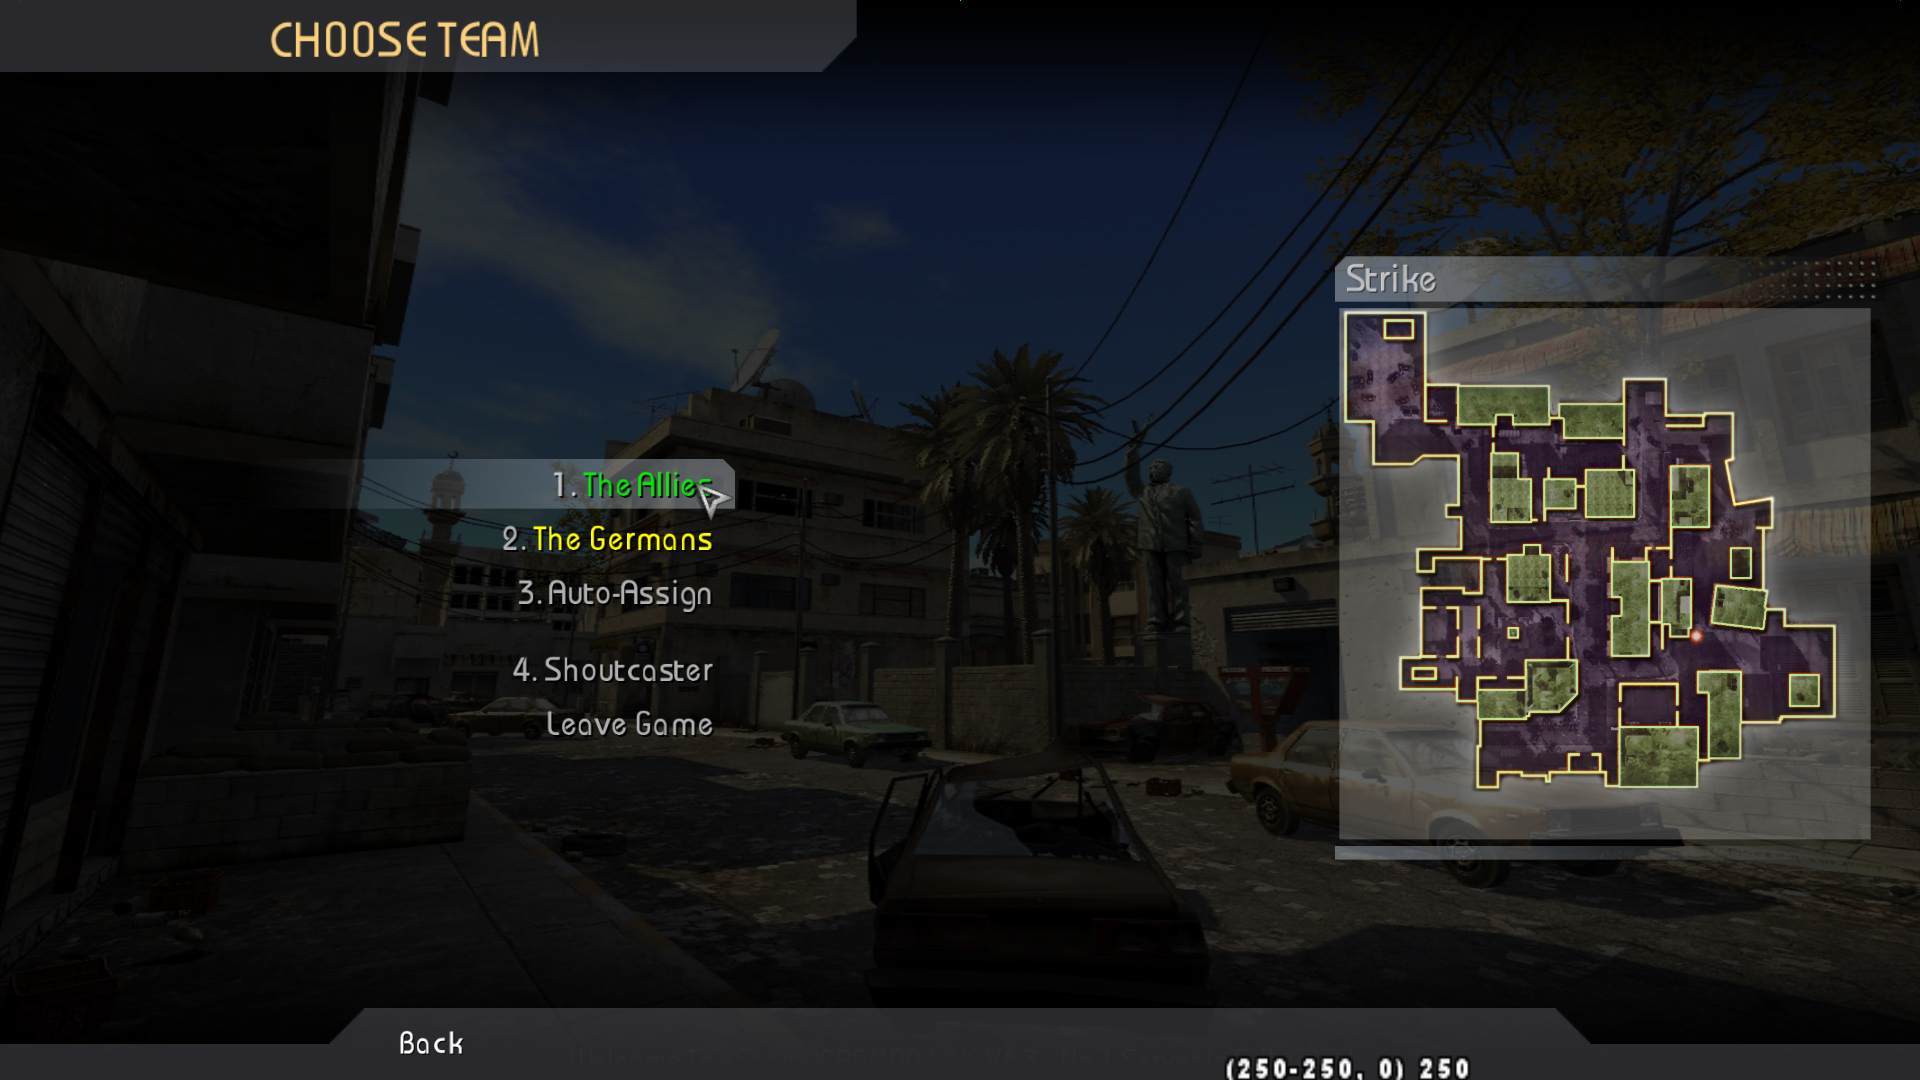 CHOOSE TEAM
Strike
1. The Allies
2. The Germans
3. Auto-Assign
4. Shoutcaster
Leave Game
Back
(250-250, 0) 250